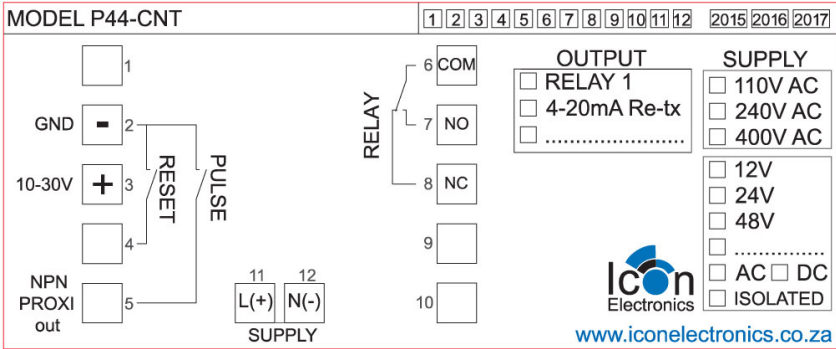 MODEL P44-CNT
1 2 3 4 5 6 7 8 9 10 11 12 2015 2016 2017
1
GND - 2
10-30V + 3
4
NPN
PROXI
out
5
RESET
PULSE
11 12
L(+) N(-)
SUPPLY
RELAY
6 COM
7 NO
8 NC
9
10
OUTPUT
RELAY 1
4-20mA Re-tx
........................
SUPPLY
110V AC
240V AC
400V AC
12V
24V
48V
...............
AC DC
ISOLATED
Icon
Electronics
www.iconelectronics.co.za